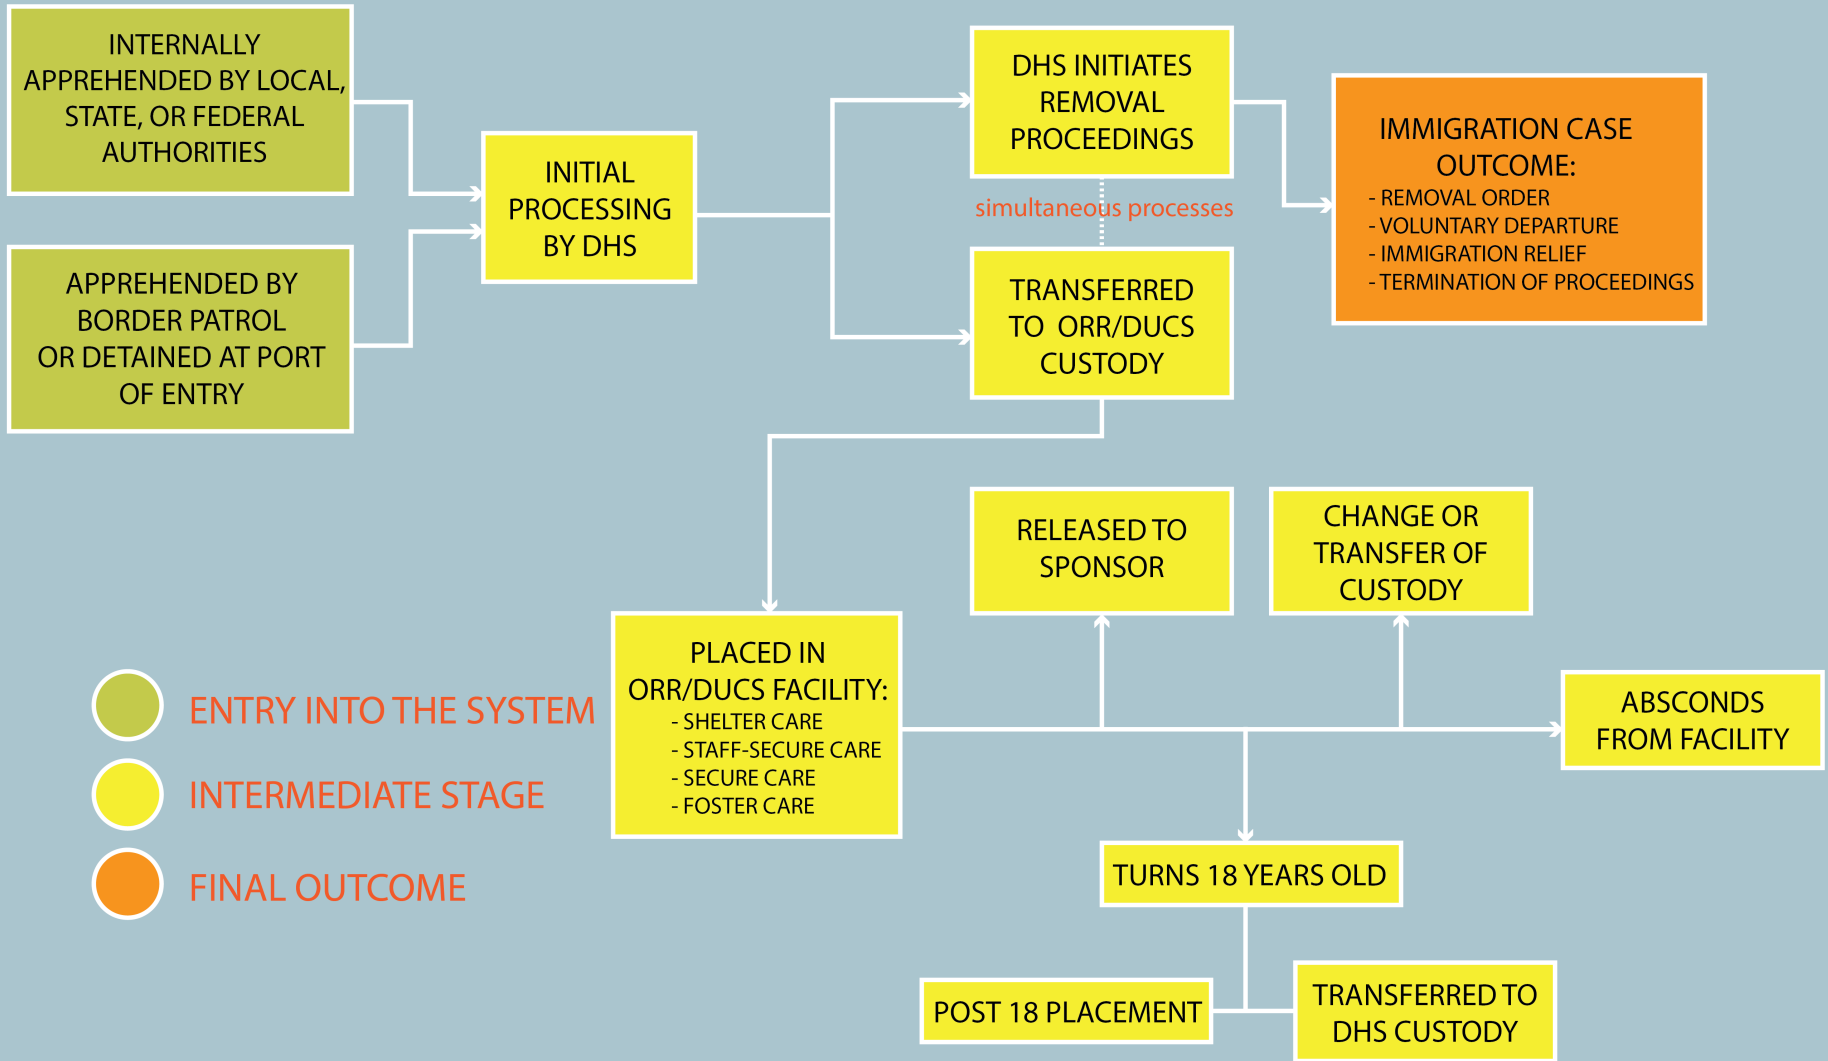 INTERNALLY
APPREHENDED BY LOCAL,
STATE, OR FEDERAL
AUTHORITIES
APPREHENDED BY
BORDER PATROL
OR DETAINED AT PORT
OF ENTRY
INITIAL
PROCESSING
BY DHS
DHS INITIATES
REMOVAL
PROCEEDINGS
simultaneous processes
TRANSFERRED
TO ORR/DUCS
CUSTODY
IMMIGRATION CASE
OUTCOME:
- REMOVAL ORDER
- VOLUNTARY DEPARTURE
- IMMIGRATION RELIEF
- TERMINATION OF PROCEEDINGS
PLACED IN
ORR/DUCS FACILITY:
- SHELTER CARE
- STAFF-SECURE CARE
- SECURE CARE
- FOSTER CARE
RELEASED TO
SPONSOR
CHANGE OR
TRANSFER OF
CUSTODY
ABSCONDS
FROM FACILITY
TURNS 18 YEARS OLD
POST 18 PLACEMENT
TRANSFERRED TO
DHS CUSTODY
ENTRY INTO THE SYSTEM
INTERMEDIATE STAGE
FINAL OUTCOME